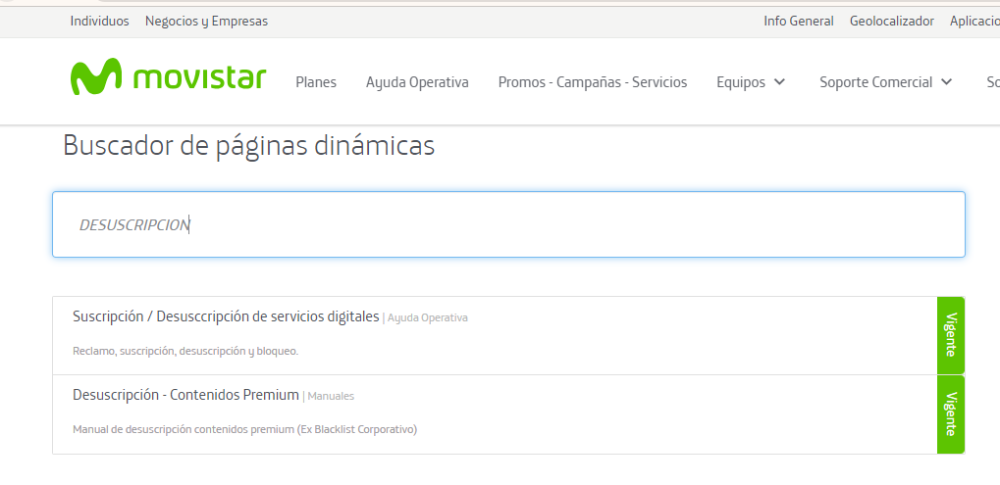 Individuos Negocios y Empresas Info General Geolocalizador Aplicacio
movistar Planes Ayuda Operativa Promos - Campañas - Servicios Equipos Soporte Comercial So
Buscador de páginas dinámicas
DESUSCRIPCION
Suscripción / Desusccripción de servicios digitales | Ayuda Operativa
Reclamo, suscripción, desuscripción y bloqueo.
Vigente
Desuscripción - Contenidos Premium | Manuales
Manual de desuscripción contenidos premium (Ex Blacklist Corporativo)
Vigente